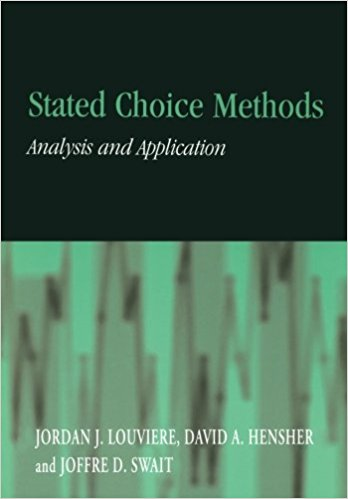 Stated Choice Methods
Analysis and Application
JORDAN J. LOUVIERE, DAVID A. HENSHER
and JOFFRE D. SWAIT